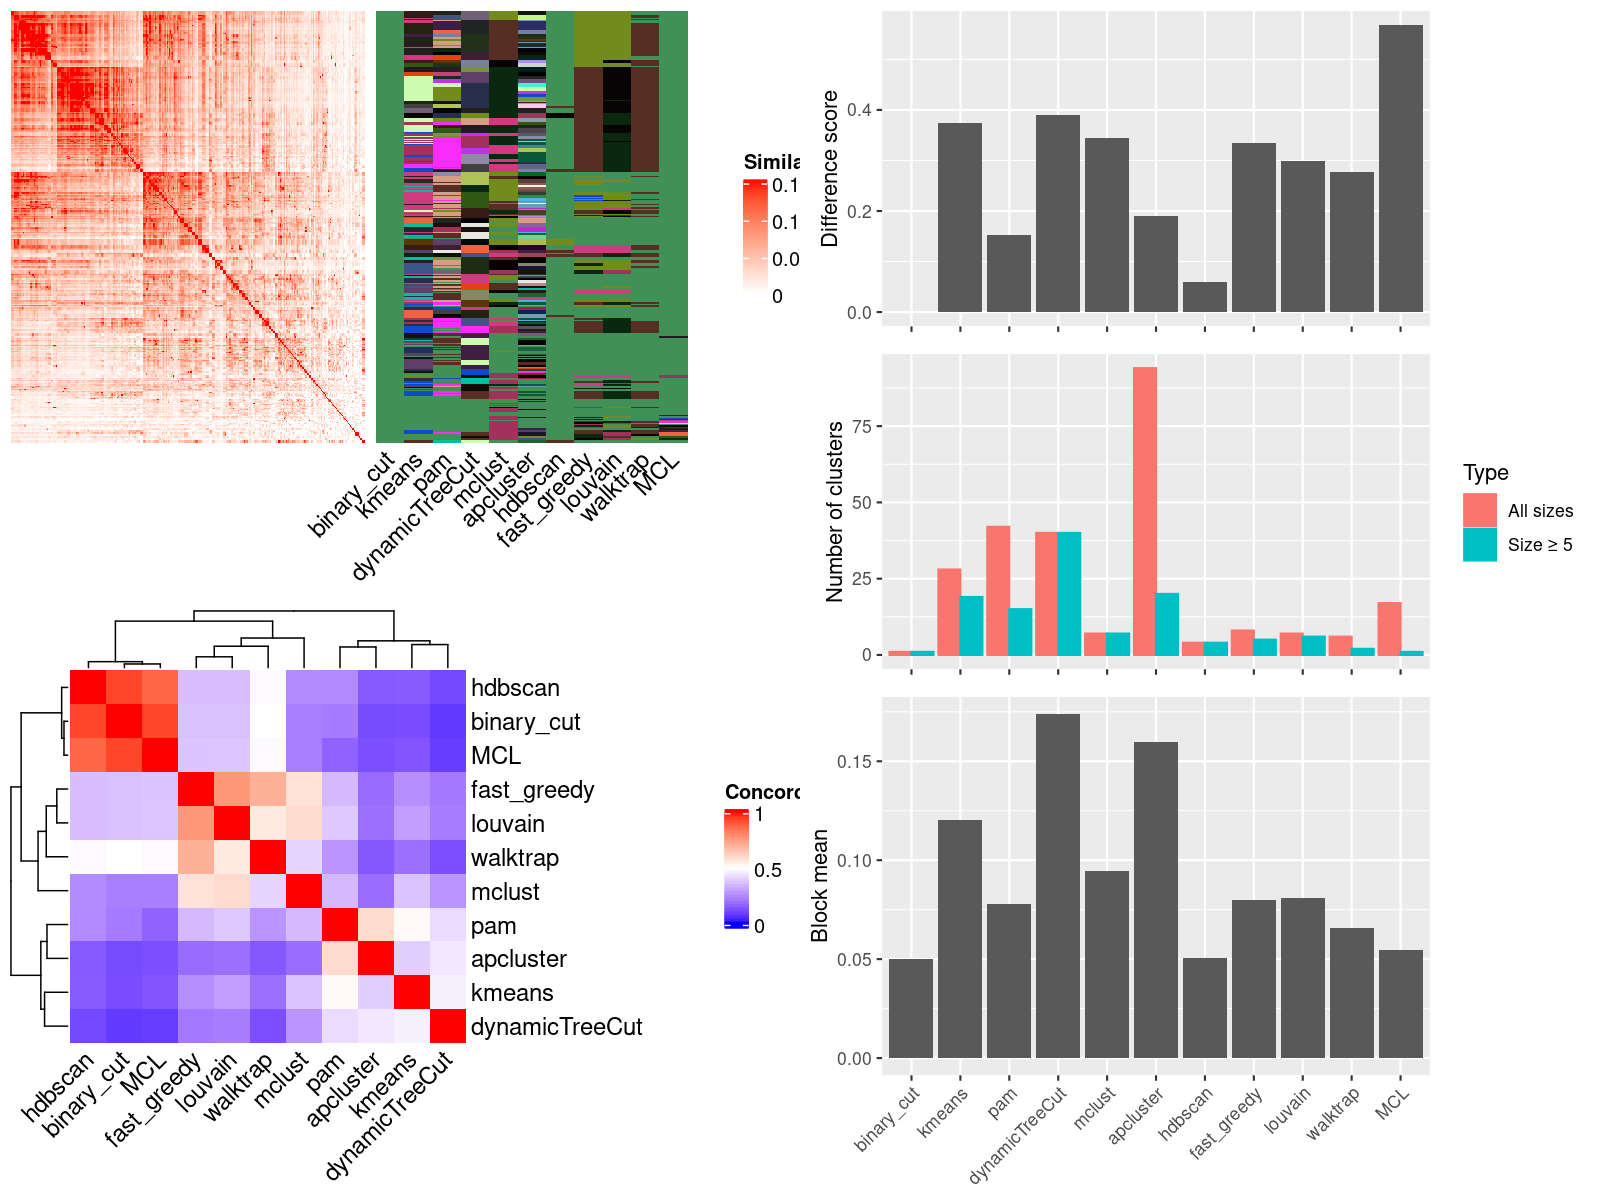 Simila
0.1
0.1
0.0
0
binary_cut
kmeans
pam
dynamicTreeCut
mclust
apcluster
hdbscan
fast_greedy
louvain
walktrap
MCL
hdbscan
binary_cut
MCL
fast_greedy
louvain
walktrap
mclust
pam
apcluster
kmeans
dynamicTreeCut
hdbscan
binary_cut
MCL
fast_greedy
louvain
walktrap
mclust
pam
apcluster
kmeans
dynamicTreeCut
Concord
1
0.5
0
Difference score
0.4
0.2
0.0
Number of clusters
75
50
25
0
Type
All sizes
Size ≥ 5
Block mean
0.15
0.10
0.05
0.00
binary_cut
kmeans
pam
dynamicTreeCut
mclust
apcluster
hdbscan
fast_greedy
louvain
walktrap
MCL